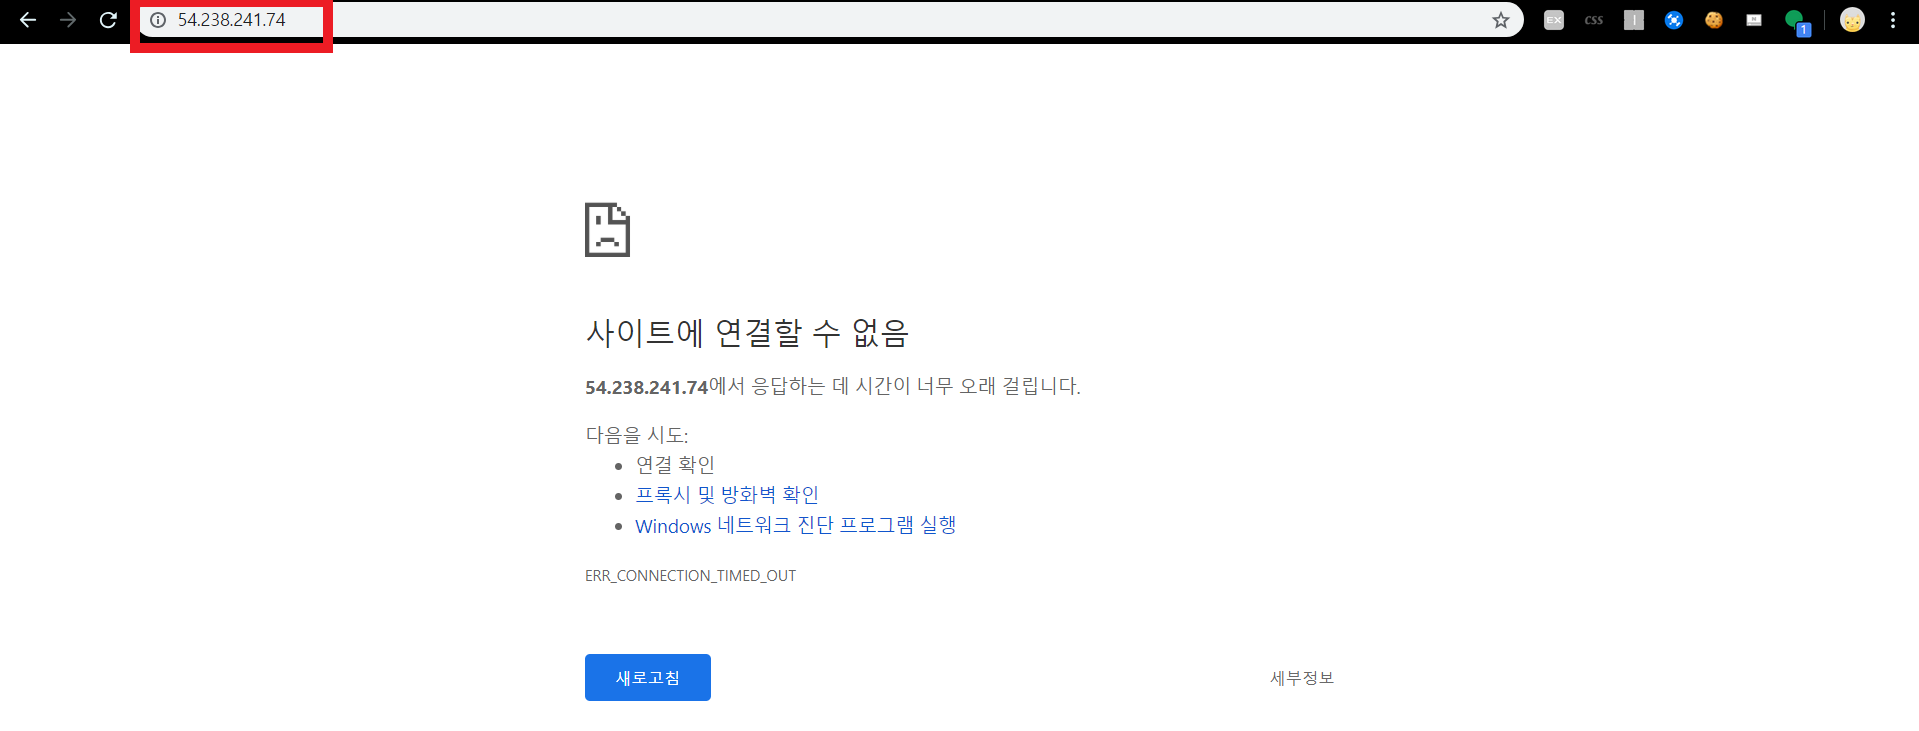 54.238.241.74
EX
css
1
사이트에 연결할 수 없음
54.238.241.74에서 응답하는 데 시간이 너무 오래 걸립니다.
다음을 시도:
연결 확인
프록시 및 방화벽 확인
Windows 네트워크 진단 프로그램 실행
ERR_CONNECTION_TIMED_OUT
새로고침
세부정보